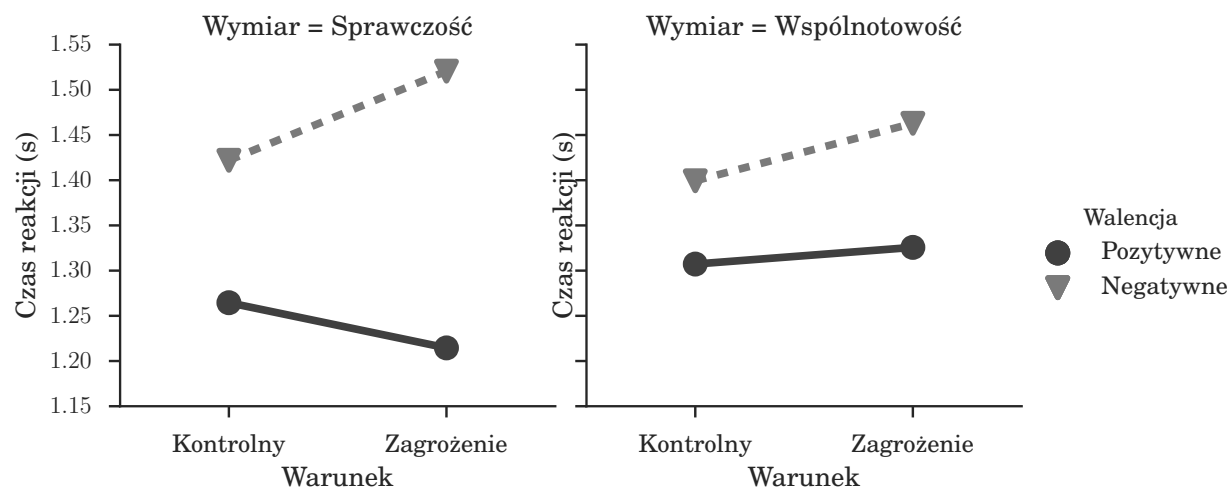 Wymiar = Sprawczość
Wymiar = Wspólnotowość
1.55
1.50
1.45
1.40
1.35
1.30
1.25
1.20
1.15
Czas reakcji (s)
Czas reakcji (s)
Kontrolny
Zagrożenie
Kontrolny
Zagrożenie
Warunek
Warunek
Walencja
Pozytywne
Negatywne